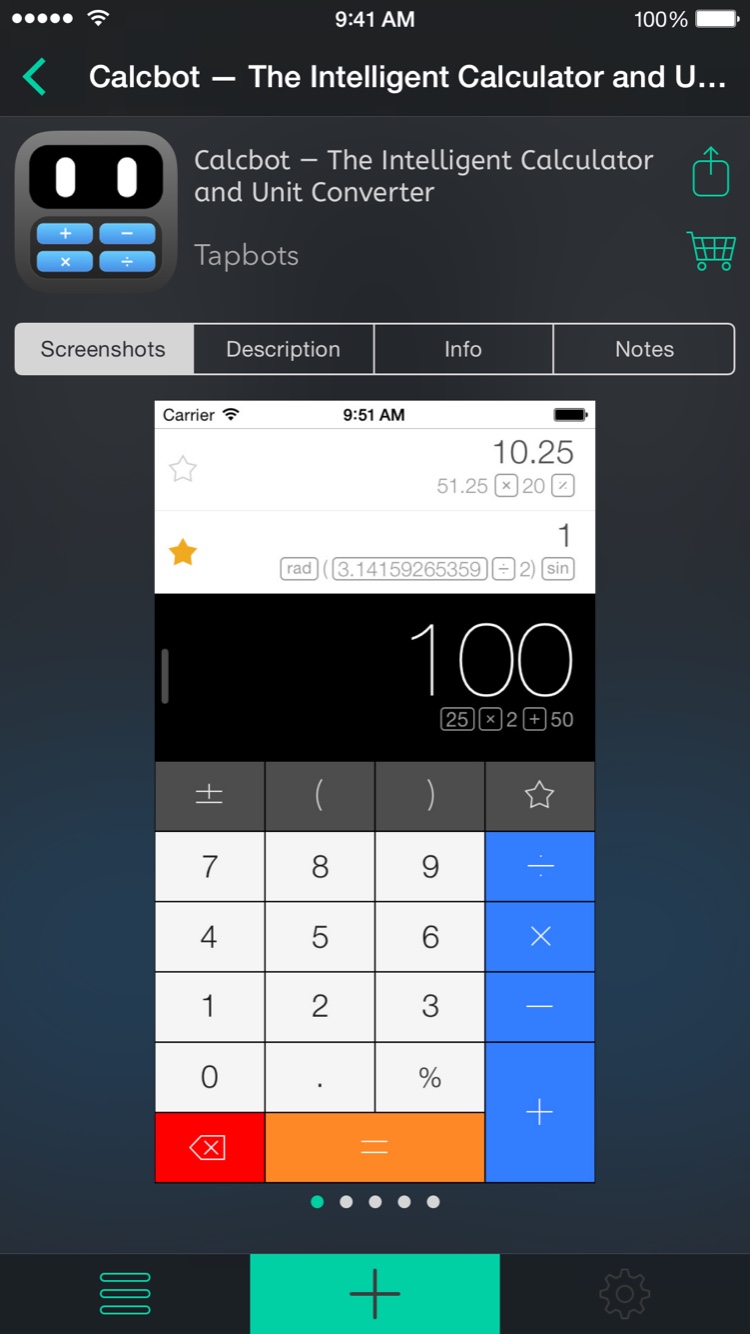 9:41 AM 100%
Calcbot — The Intelligent Calculator and U...
Calcbot — The Intelligent Calculator
and Unit Converter
Tapbots
+ −
× ÷
Screenshots Description Info Notes
Carrier 9:51 AM
10.25
51.25 × 20 %
1
rad ( 3.14159265359 ÷ 2) sin
100
25 × 2 + 50
± ( )
7 8 9 ÷
4 5 6 ×
1 2 3 −
0 . % +
=